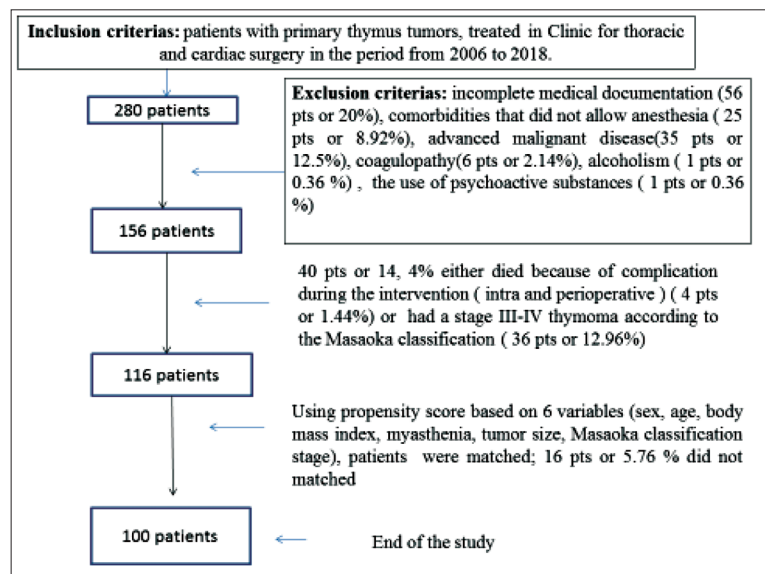 Inclusion criterias: patients with primary thymus tumors, treated in Clinic for thoracic
and cardiac surgery in the period from 2006 to 2018.
280 patients
Exclusion criterias: incomplete medical documentation (56
pts or 20%), comorbidities that did not allow anesthesia ( 25
pts or 8.92%), advanced malignant disease(35 pts or
12.5%), coagulopathy(6 pts or 2.14%), alcoholism ( 1 pts or
0.36 %) , the use of psychoactive substances ( 1 pts or 0.36
%)
156 patients
40 pts or 14, 4% either died because of complication
during the intervention ( intra and perioperative ) ( 4 pts
or 1.44%) or had a stage III-IV thymoma according to
the Masaoka classification ( 36 pts or 12.96%)
116 patients
Using propensity score based on 6 variables (sex, age, body
mass index, myasthenia, tumor size, Masaoka classification
stage), patients were matched; 16 pts or 5.76 % did not
matched
100 patients
End of the study